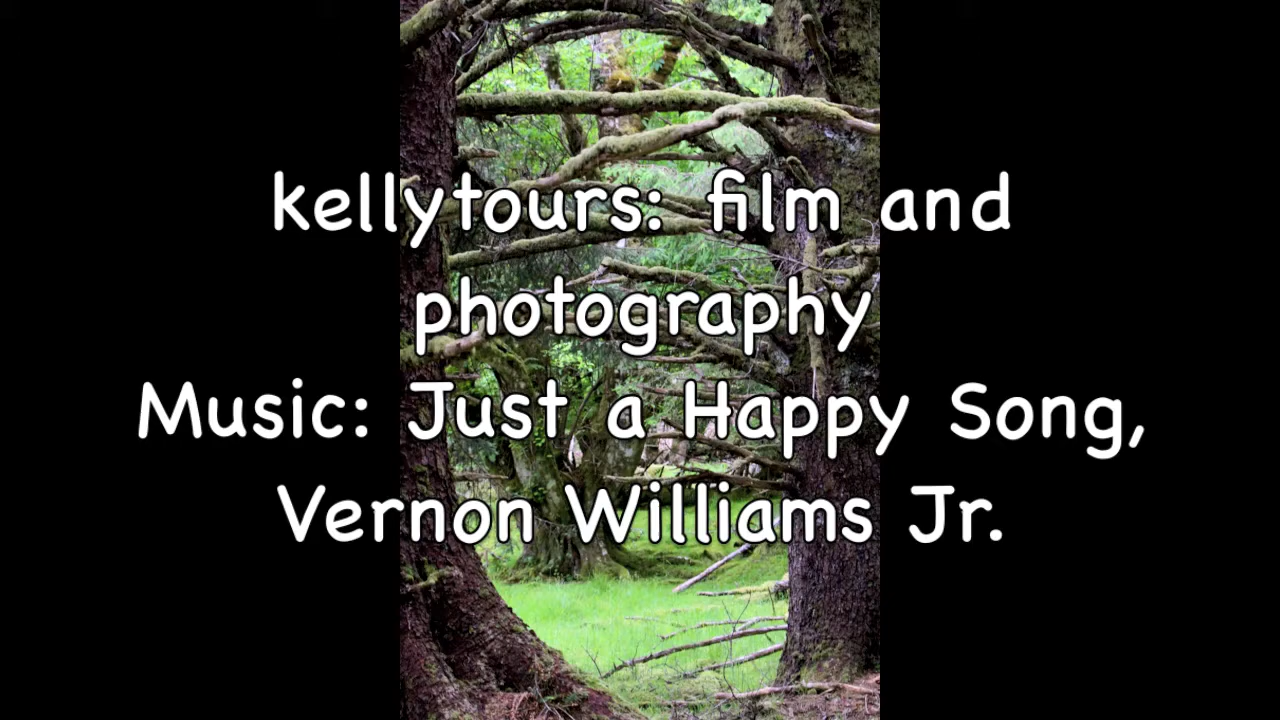 kellytours: film and
photography
Music: Just a Happy Song,
Vernon Williams Jr.